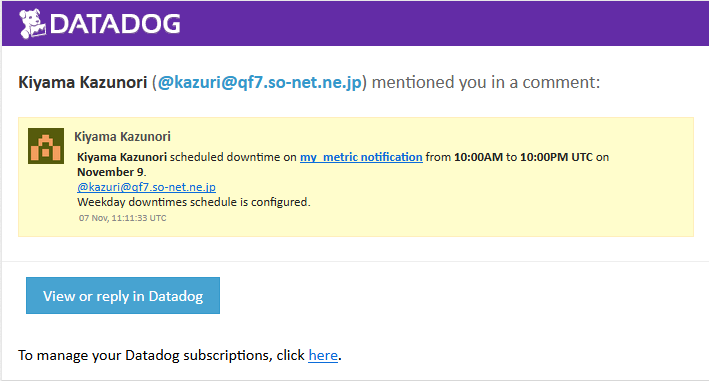 DATADOG
Kiyama Kazunori (@kazuri@qf7.so-net.ne.jp) mentioned you in a comment:
Kiyama Kazunori
Kiyama Kazunori scheduled downtime on my_metric notification from 10:00AM to 10:00PM UTC on
November 9.
@kazuri@qf7.so-net.ne.jp
Weekday downtimes schedule is configured.
07 Nov, 11:11:33 UTC
View or reply in Datadog
To manage your Datadog subscriptions, click here.